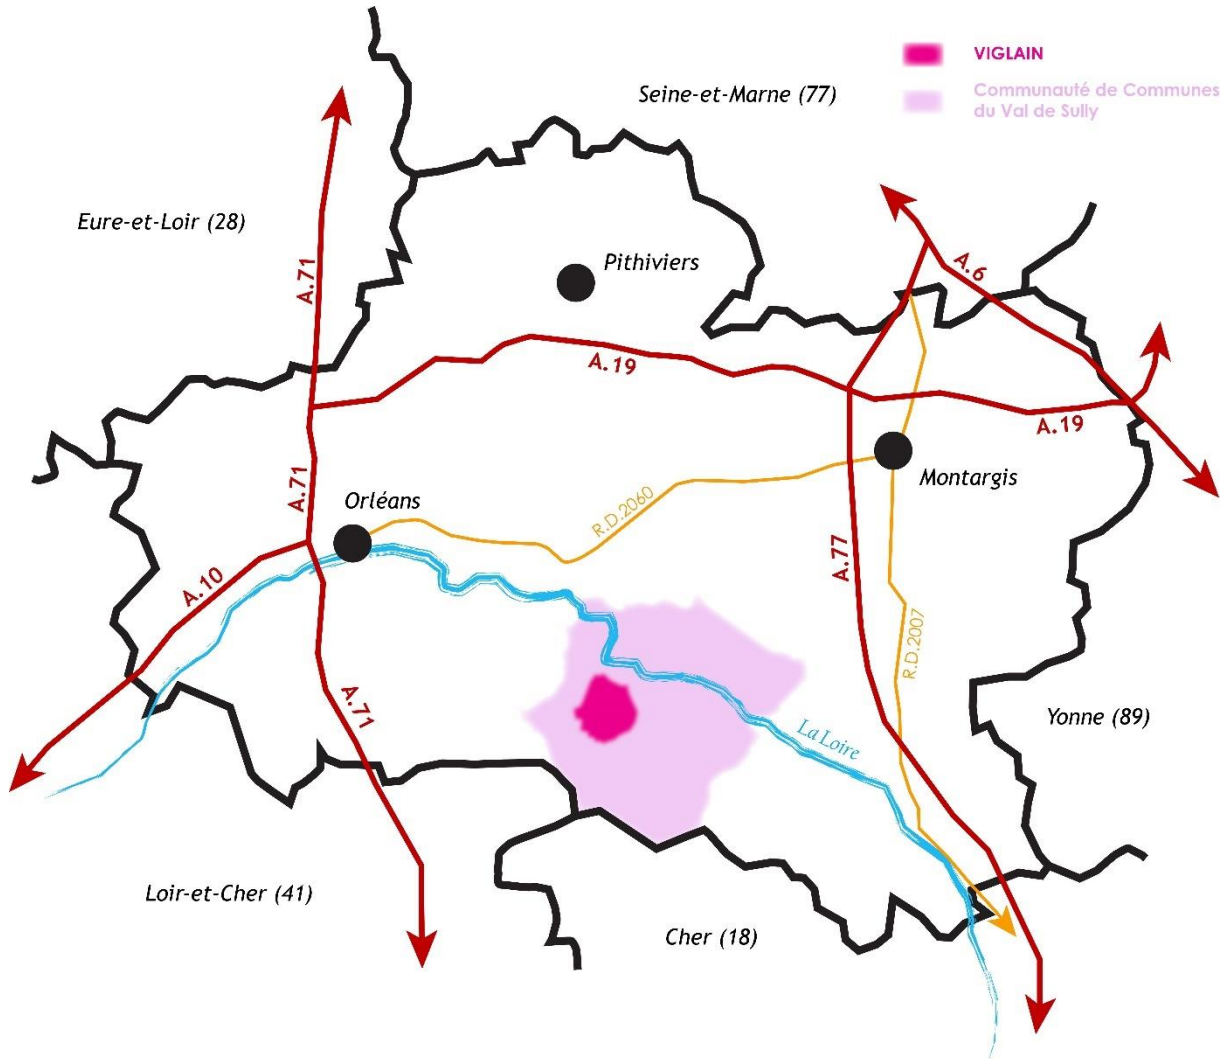 VIGLAIN
Communauté de Communes
du Val de Sully
Seine-et-Marne (77)
Eure-et-Loir (28)
Pithiviers
A.6
A.71
A.19
A.19
A.71
Orléans
Montargis
R.D.2060
A.10
A.77
R.D.2007
A.71
La Loire
Yonne (89)
Loir-et-Cher (41)
Cher (18)